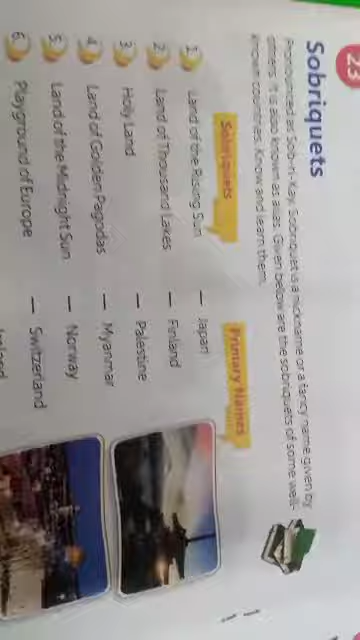 23
Sobriquets
Pronounced as Sob-ri-Kay. Sobriquet is a nickname or a fancy name given by
others. It is also known as alias. Given below are the sobriquets of some well-
known countries. Know and learn them.
Sobriquets Primary Names
1. Land of the Rising Sun — Japan
2. Land of Thousand Lakes — Finland
3. Holy Land — Palestine
4. Land of Golden Pagodas — Myanmar
5. Land of the Midnight Sun — Norway
6. Playground of Europe — Switzerland